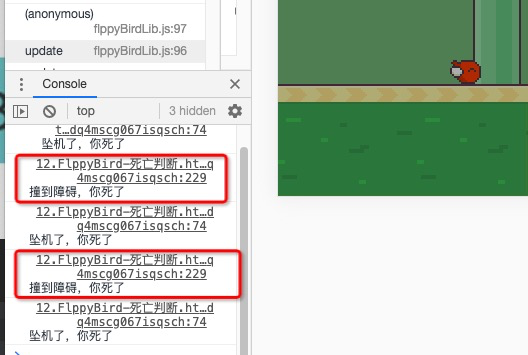 (anonymous)
flppyBirdLib.js:97
update flppyBirdLib.js:96
Console
top 3 hidden
t…dq4mscg067isqsch:74
坠机了，你死了
12.FlppyBird—死亡判断.ht…q
4mscg067isqsch:229
撞到障碍，你死了
12.FlppyBird—死亡判断.ht…d
q4mscg067isqsch:74
坠机了，你死了
12.FlppyBird—死亡判断.ht…q
4mscg067isqsch:229
撞到障碍，你死了
12.FlppyBird—死亡判断.ht…d
q4mscg067isqsch:74
坠机了，你死了